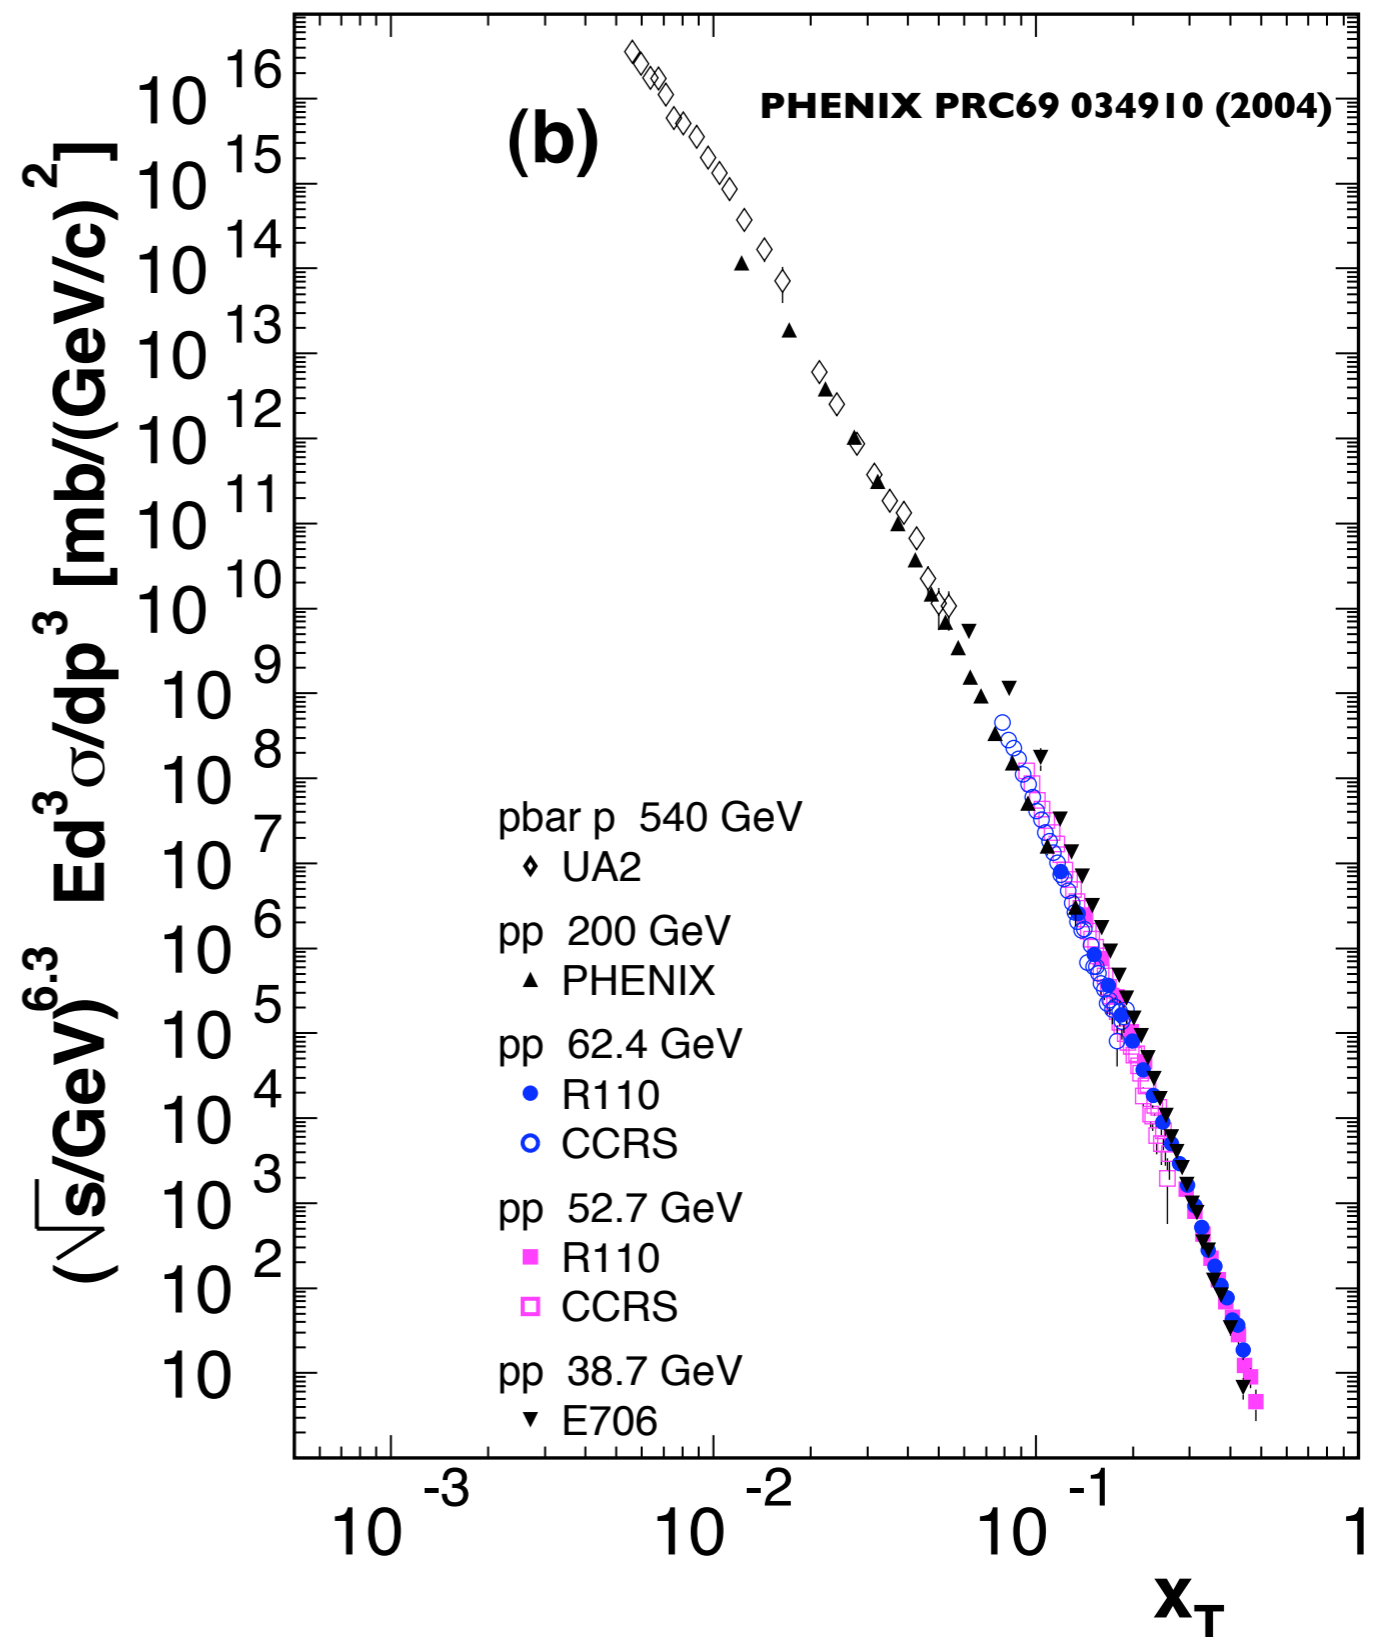 PHENIX PRC69 034910 (2004)
(b)
(√s/GeV)^6.3 Ed^3σ/dp^3 [mb/(GeV/c)^2]
10^16
10^15
10^14
10^13
10^12
10^11
10^10
10^9
10^8
10^7
10^6
10^5
10^4
10^3
10^2
10
pbar p 540 GeV
UA2
pp 200 GeV
PHENIX
pp 62.4 GeV
R110
CCRS
pp 52.7 GeV
R110
CCRS
pp 38.7 GeV
E706
10^-3 10^-2 10^-1 1
x_T